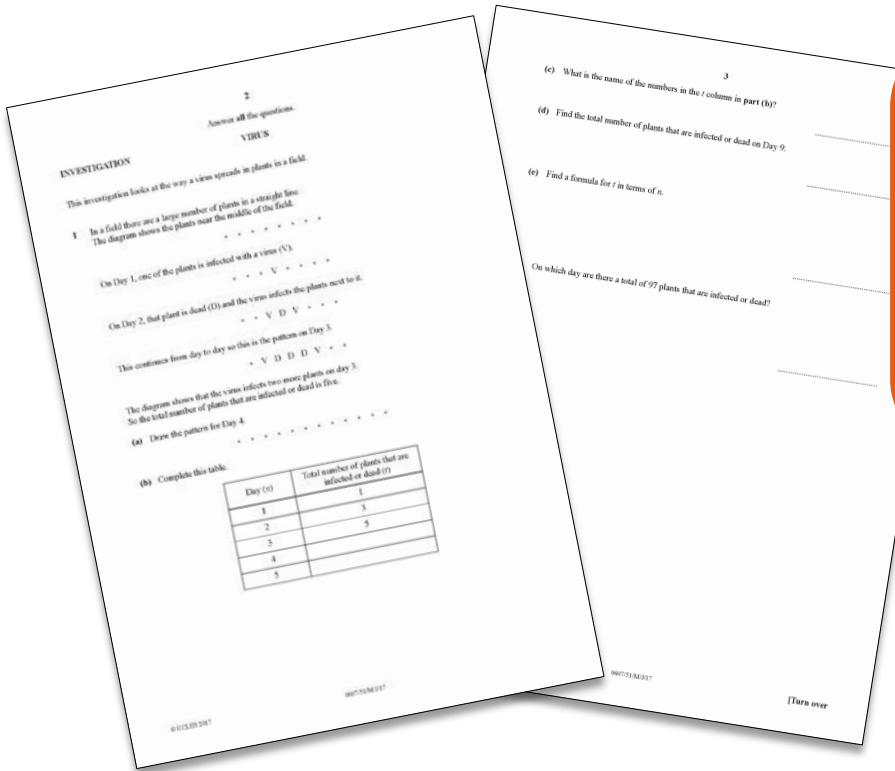 2
Answer all the questions.
VIRUS
INVESTIGATION
This investigation looks at the way a virus spreads in plants in a field.
1 In a field there are a large number of plants in a straight line.
The diagram shows the plants near the middle of the field.
On Day 1, one of the plants is infected with a virus (V).
V
On Day 2, that plant is dead (D) and the virus infects the plants next to it.
V D V
This continues from day to day so this is the pattern on Day 3.
V D D D V
The diagram shows that the virus infects two more plants on day 3.
So the total number of plants that are infected or dead is five.
(a) Draw the pattern for Day 4.
(b) Complete this table.
Day (n) Total number of plants that are
infected or dead (t)
1 1
2 3
3 5
4
5
© UCLES 2017
0607/51/M/J/17
3
(c) What is the name of the numbers in the t column in part (b)?
(d) Find the total number of plants that are infected or dead on Day 9.
(e) Find a formula for t in terms of n.
On which day are there a total of 97 plants that are infected or dead?
0607/51/M/J/17
[Turn over